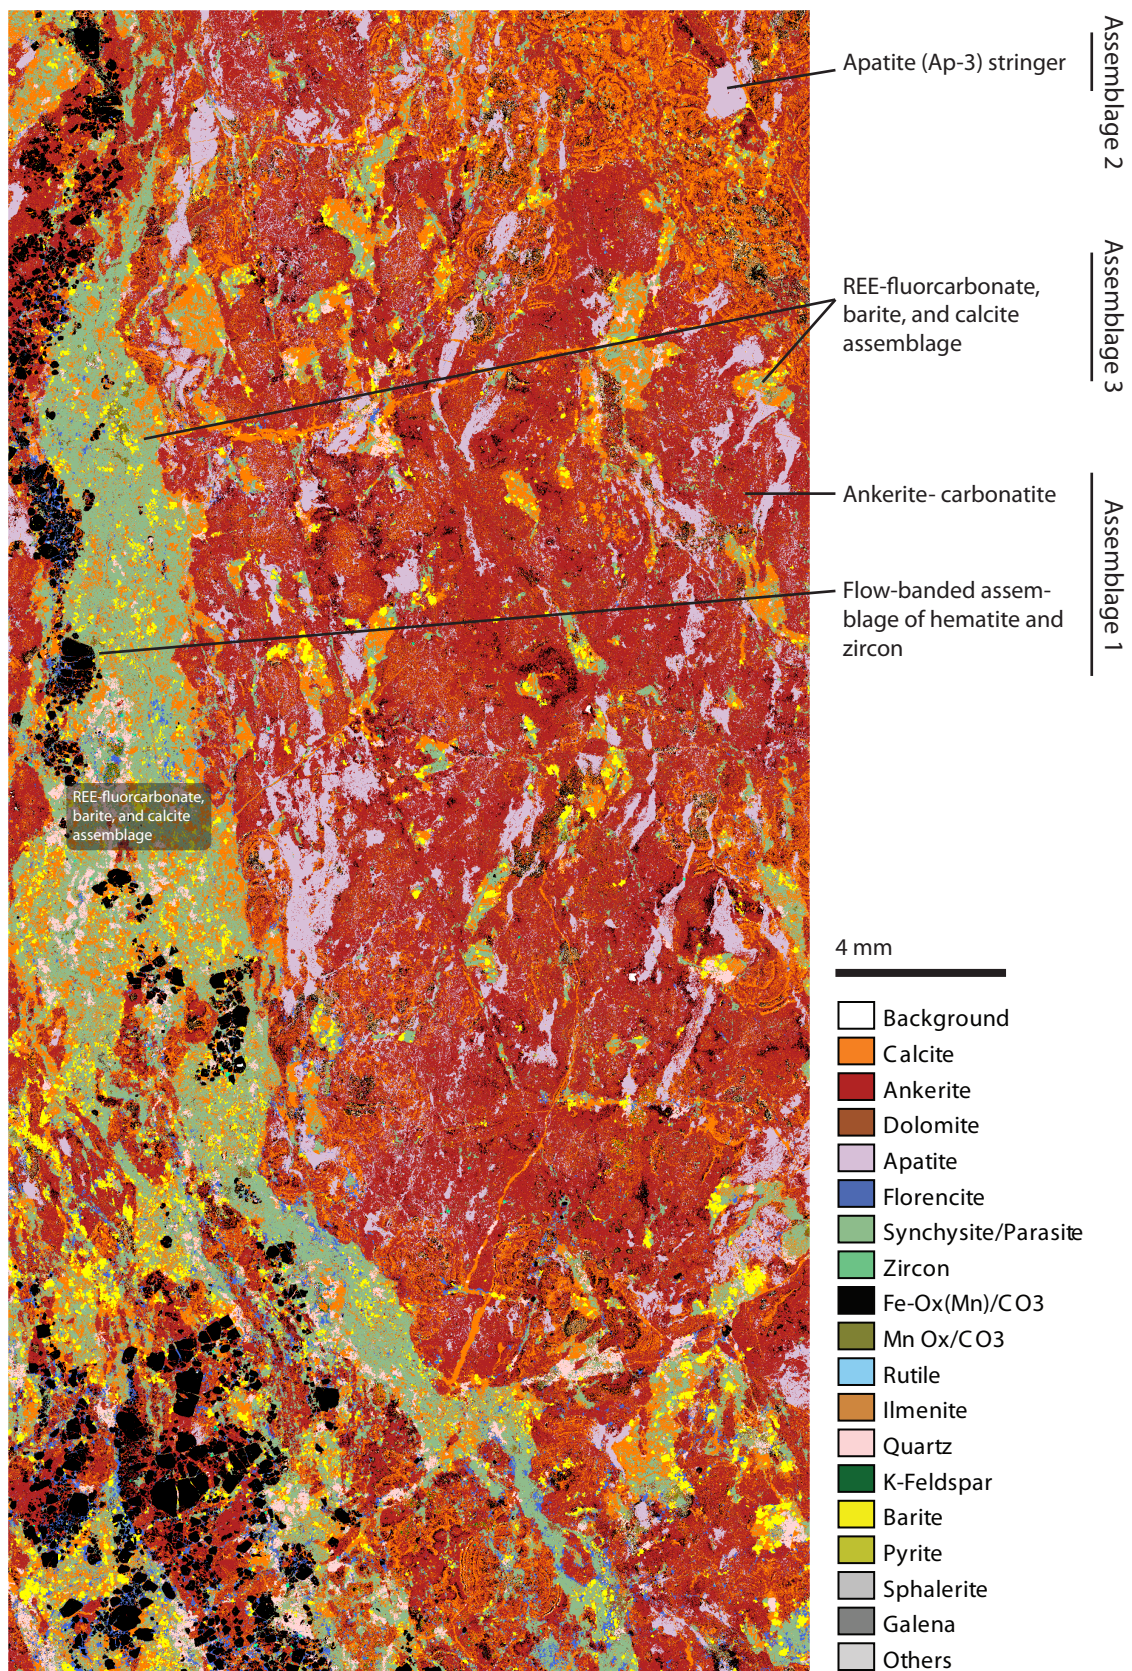 Apatite (Ap-3) stringer
Assemblage 2
REE-fluorcarbonate,
barite, and calcite
assemblage
Assemblage 3
Ankerite- carbonatite
Flow-banded assem-
blage of hematite and
zircon
Assemblage 1
REE-fluorcarbonate,
barite, and calcite
assemblage
4 mm
Background
Calcite
Ankerite
Dolomite
Apatite
Florencite
Synchysite/Parasite
Zircon
Fe-Ox(Mn)/CO3
Mn Ox/CO3
Rutile
Ilmenite
Quartz
K-Feldspar
Barite
Pyrite
Sphalerite
Galena
Others